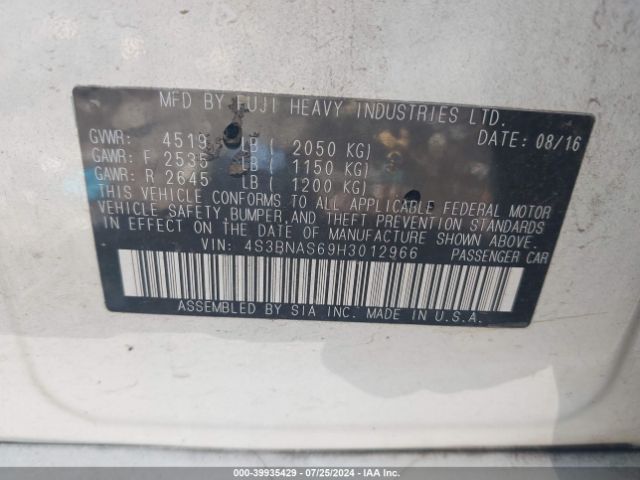 MFD BY FUJI HEAVY INDUSTRIES LTD.
DATE: 08/16
GVWR: 4519 LB ( 2050 KG)
GAWR: F 2535 LB ( 1150 KG)
GAWR: R 2645 LB ( 1200 KG)
THIS VEHICLE CONFORMS TO ALL APPLICABLE FEDERAL MOTOR
VEHICLE SAFETY, BUMPER, AND THEFT PREVENTION STANDARDS
IN EFFECT ON THE DATE OF MANUFACTURE SHOWN ABOVE.
VIN: 4S3BNAS69H3012966 PASSENGER CAR
ASSEMBLED BY SIA INC. MADE IN U.S.A.
000-39935429 - 07/25/2024 - IAA Inc.